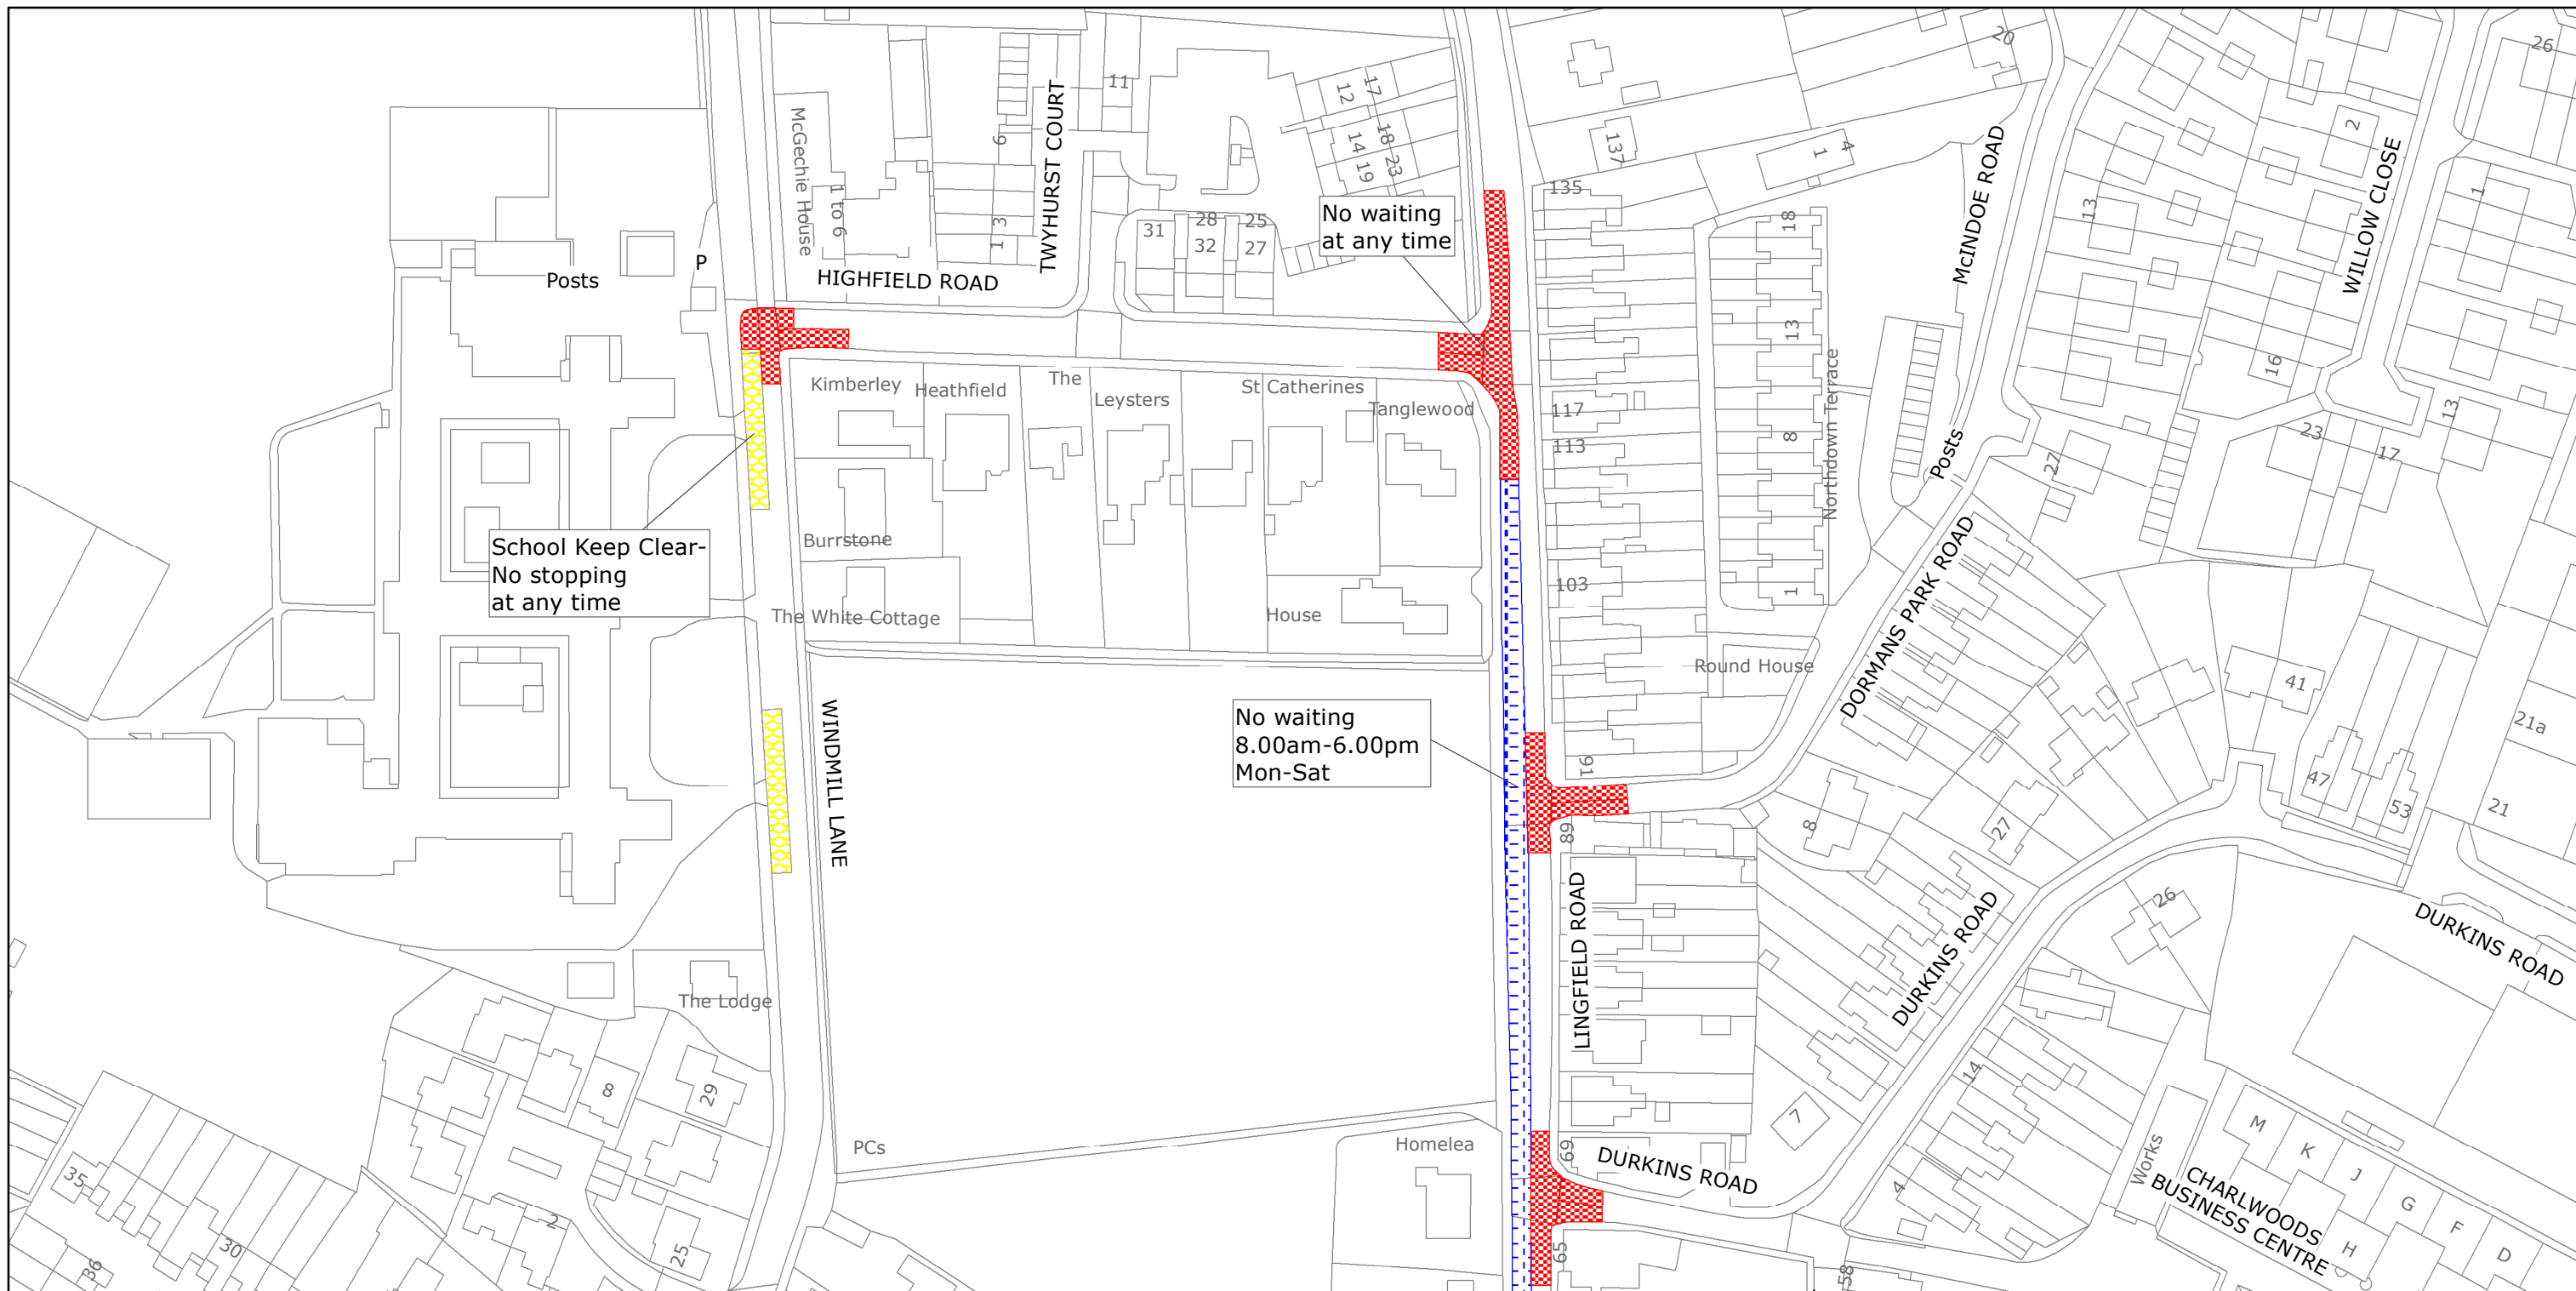 20
26
McGechie House
1 to 6
6
3
1
TWYHURST COURT
11
12
17
14
18
19
23
137
1
4
McINDOE ROAD
13
2
WILLOW CLOSE
1
31
28
32
25
27
No waiting
at any time
135
18
Posts
P
HIGHFIELD ROAD
13
16
Kimberley
Heathfield
The
Leysters
St Catherines
Tanglewood
117
113
8
Northdown Terrace
Posts
27
23
17
13
School Keep Clear-
No stopping
at any time
Burrstone
The White Cottage
House
103
1
DORMANS PARK ROAD
Round House
41
21a
WINDMILL LANE
No waiting
8.00am-6.00pm
Mon-Sat
91
89
8
27
47
53
21
LINGFIELD ROAD
DURKINS ROAD
26
DURKINS ROAD
The Lodge
8
29
14
7
PCs
Homelea
69
DURKINS ROAD
4
Works
M
K
J
G
F
D
H
CHARLWOODS
BUSINESS CENTRE
35
30
36
2
25
65
58